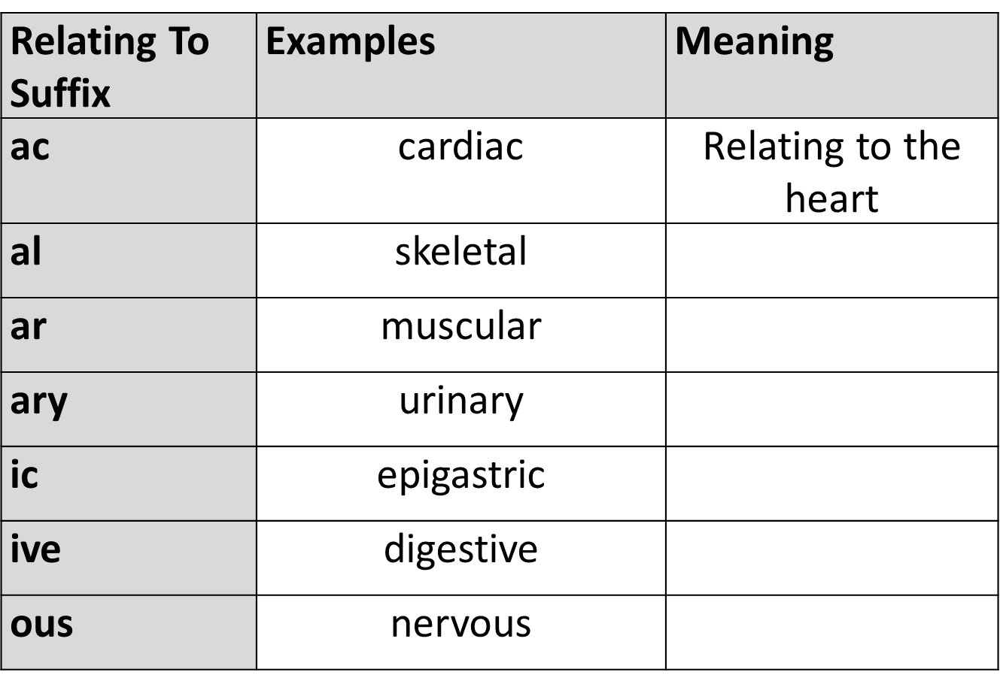 Relating To Suffix Examples Meaning
ac cardiac Relating to the heart
al skeletal
ar muscular
ary urinary
ic epigastric
ive digestive
ous nervous